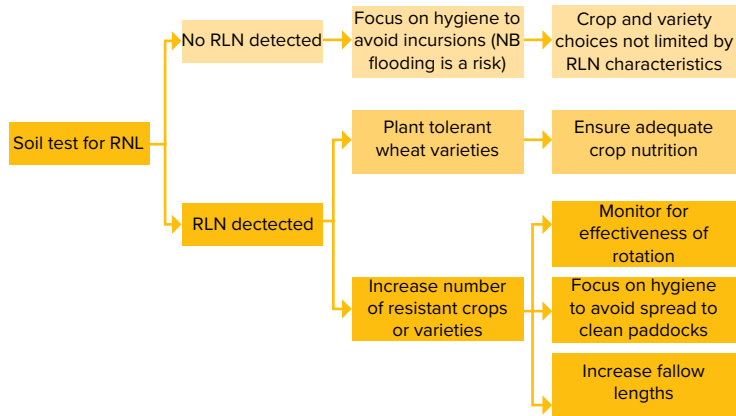 No RLN detected
Focus on hygiene to
avoid incursions (NB
flooding is a risk)
Crop and variety
choices not limited by
RLN characteristics
Soil test for RNL
Plant tolerant
wheat varieties
Ensure adequate
crop nutrition
RLN dectected
Increase number
of resistant crops
or varieties
Monitor for
effectiveness of
rotation
Focus on hygiene
to avoid spread to
clean paddocks
Increase fallow
lengths